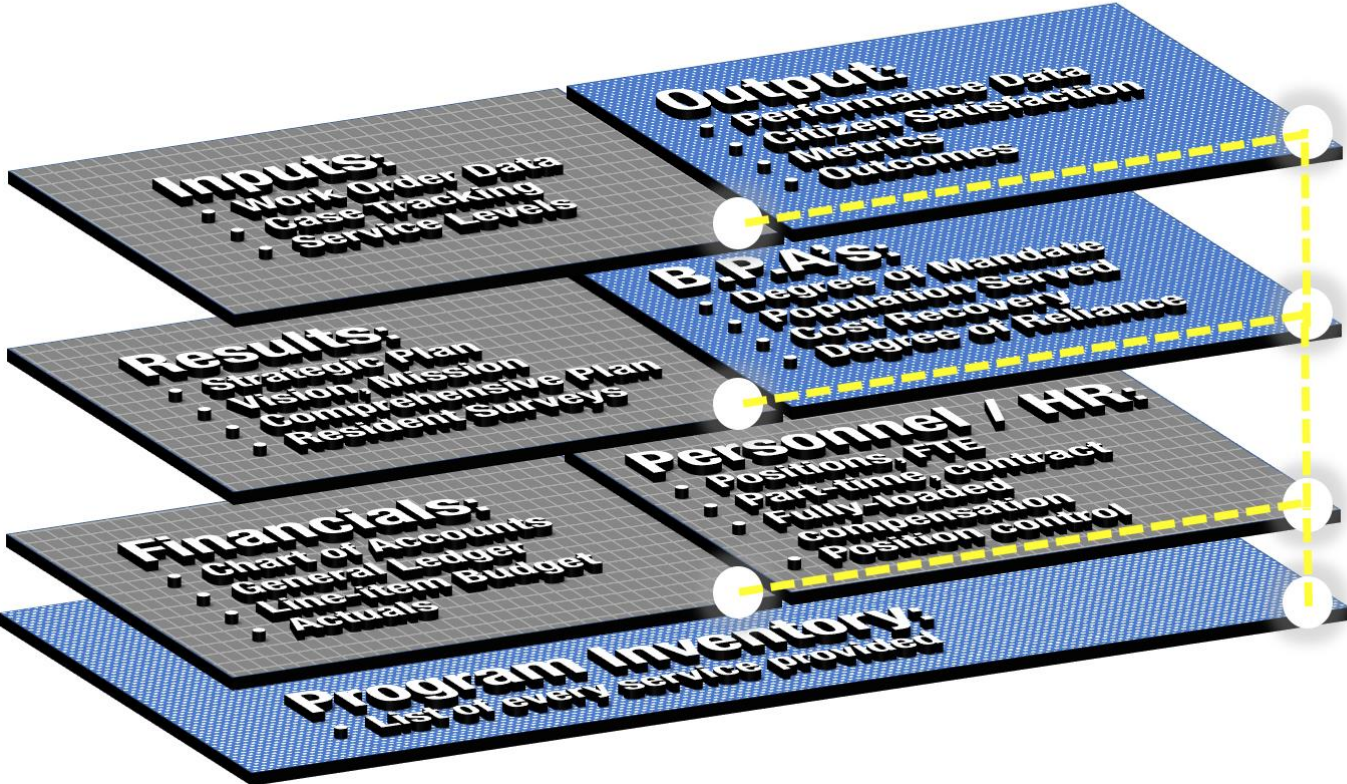 Output:
Performance Data
Citizen Satisfaction
Metrics
Outcomes
Inputs:
Work Order Data
Case Tracking
Service Levels
B.P.A's:
Degree of Mandate
Population Served
Cost Recovery
Degree of Reliance
Results:
Strategic Plan
Vision, Mission
Comprehensive Plan
Resident Surveys
Personnel / HR:
Positions, FTE
Part-time, contract
Fully-loaded
compensation
Position control
Financials:
Chart of Accounts
General Ledger
Line-item Budget
Actuals
Program Inventory:
List of every service provided